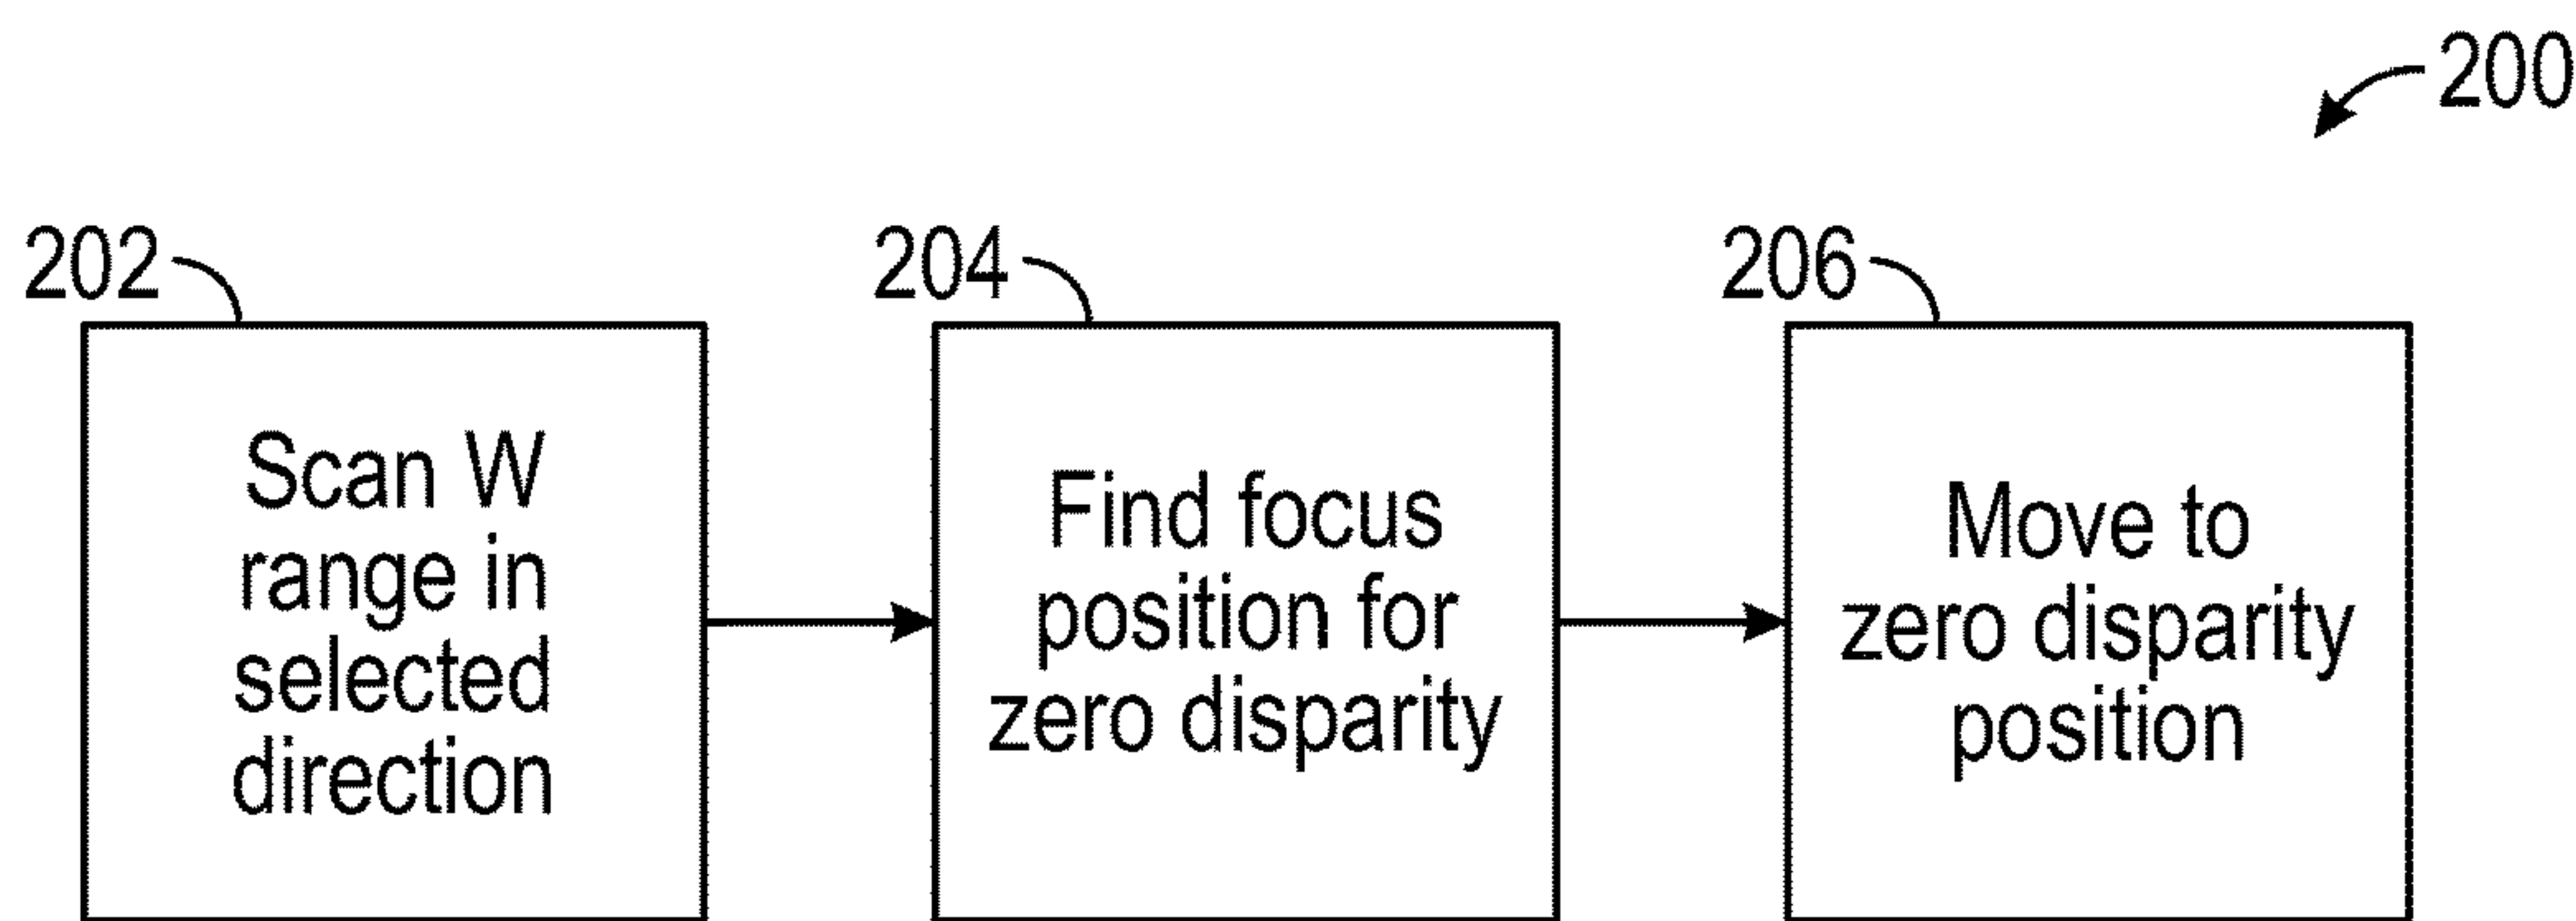 200
202
204
206
Scan W
range in
selected
direction
Find focus
position for
zero disparity
Move to
zero disparity
position